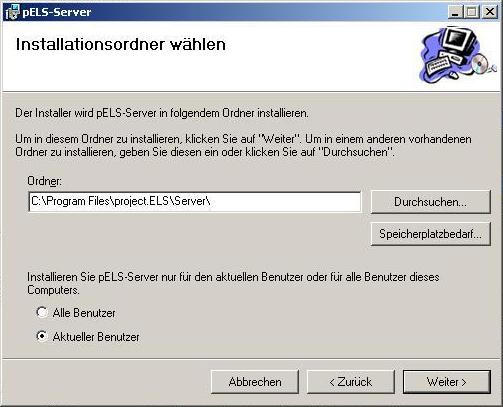 pELS-Server
Installationsordner wählen
Der Installer wird pELS-Server in folgendem Ordner installieren.
Um in diesem Ordner zu installieren, klicken Sie auf "Weiter". Um in einem anderen vorhandenen
Ordner zu installieren, geben Sie diesen ein oder klicken Sie auf "Durchsuchen".
Ordner:
C:\Program Files\project.ELS\Server\
Durchsuchen...
Speicherplatzbedarf...
Installieren Sie pELS-Server nur für den aktuellen Benutzer oder für alle Benutzer dieses
Computers.
Alle Benutzer
Aktueller Benutzer
Abbrechen
< Zurück
Weiter >